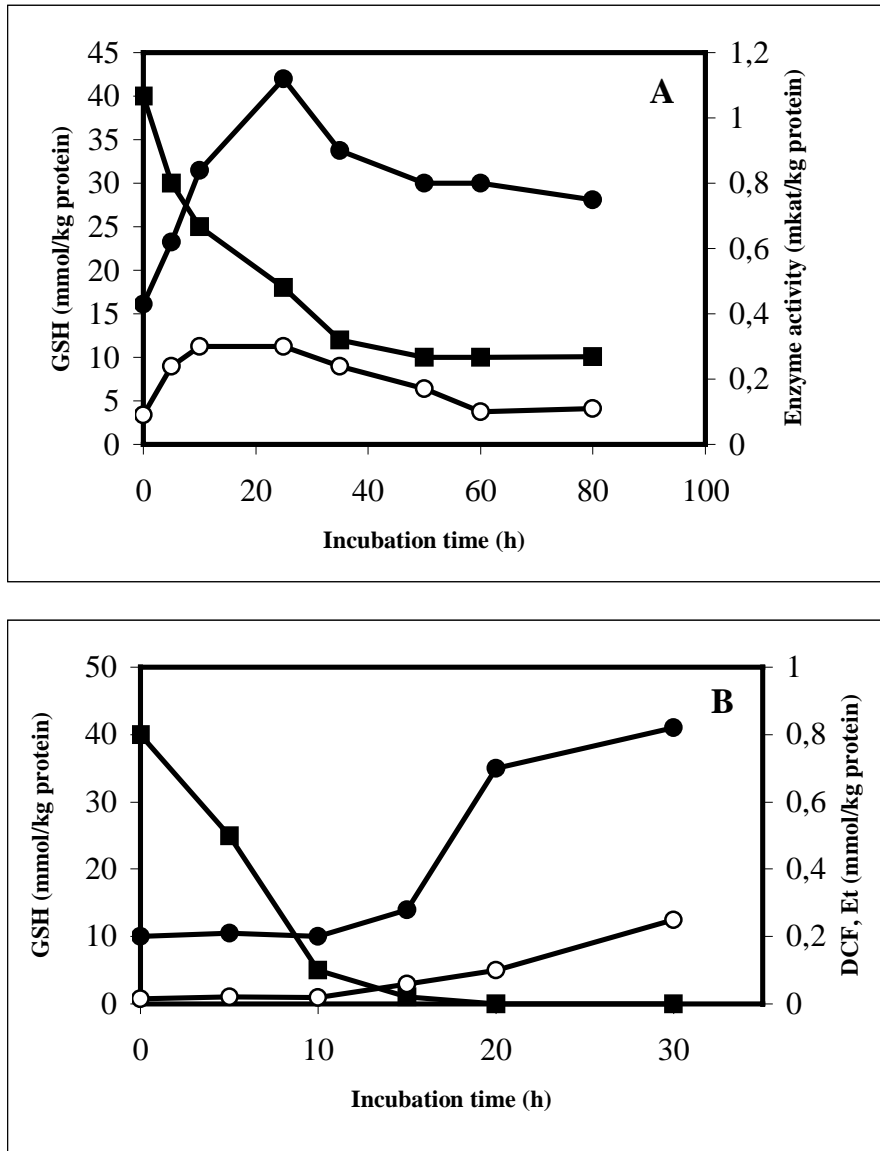 A
GSH (mmol/kg protein)
45
40
35
30
25
20
15
10
5
0
1,2
1
0,8
0,6
0,4
0,2
0
Enzyme activity (mkat/kg protein)
0 20 40 60 80 100
Incubation time (h)
B
GSH (mmol/kg protein)
50
40
30
20
10
0
1
0,8
0,6
0,4
0,2
0
DCF, Et (mmol/kg protein)
0 10 20 30
Incubation time (h)